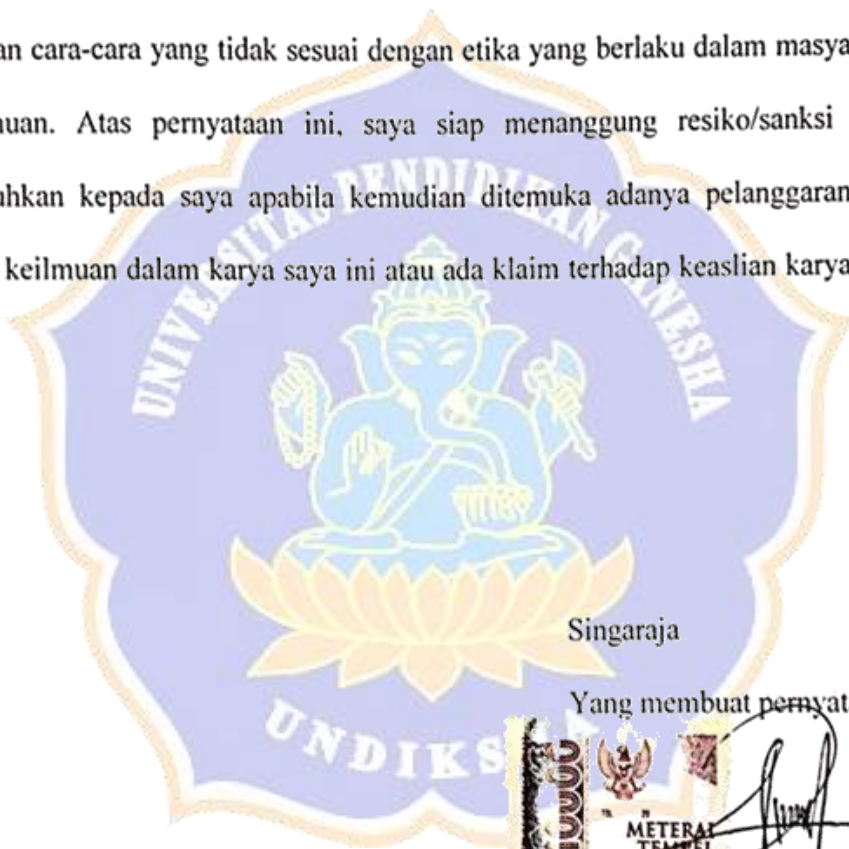 an cara-cara yang tidak sesuai dengan etika yang berlaku dalam masya
uan. Atas pernyataan ini, saya siap menanggung resiko/sanksi
hkan kepada saya apabila kemudian ditemuka adanya pelanggaran
keilmuan dalam karya saya ini atau ada klaim terhadap keaslian karya
UNIVERSITAS PENDIDIKAN GANESHA
Singaraja
Yang membuat pernyat
UNDIKSHA
METERAI
TEMPEL